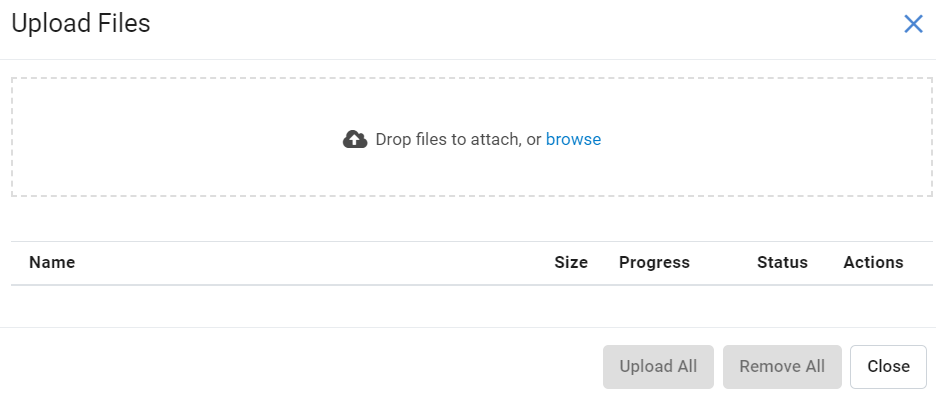 Upload Files
Drop files to attach, or browse
Name Size Progress Status Actions
Upload All Remove All Close